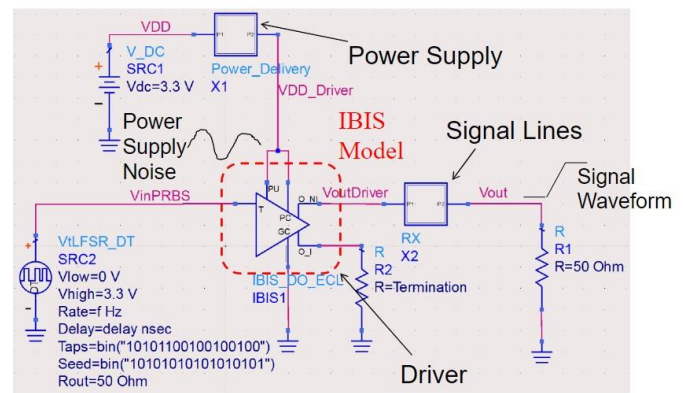 VDD
P1
P2
Power Supply
V_DC
SRC1
Vdc=3.3 V
Power_Delivery
X1
VDD_Driver
Power
Supply
Noise
IBIS
Model
Signal Lines
VinPRBS
PU
T
PC
GC
O_NI
O_I
VoutDriver
P1
P2
Vout
Signal
Waveform
VtLFSR_DT
SRC2
Vlow=0 V
Vhigh=3.3 V
Rate=f Hz
Delay=delay nsec
Taps=bin("10101100100100100")
Seed=bin("10101010101010101")
Rout=50 Ohm
IBIS_DO_ECL
IBIS1
R
R2
R=Termination
RX
X2
R
R1
R=50 Ohm
Driver